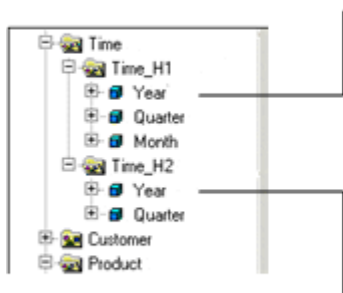 Time
Time_H1
Year
Quarter
Month
Time_H2
Year
Quarter
Customer
Product